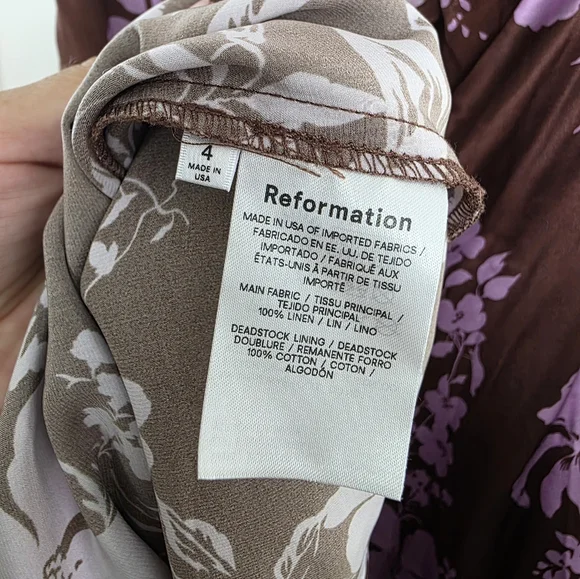 4
MADE IN
USA
Reformation
MADE IN USA OF IMPORTED FABRICS /
FABRICADO EN EE. UU. DE TEJIDO
IMPORTADO / FABRIQUÉ AUX
ÉTATS-UNIS À PARTIR DE TISSU
IMPORTÉ
MAIN FABRIC / TISSU PRINCIPAL /
TEJIDO PRINCIPAL
100% LINEN / LIN / LINO
DEADSTOCK LINING / DEADSTOCK
DOUBLURE / REMANENTE FORRO
100% COTTON / COTON /
ALGODÓN